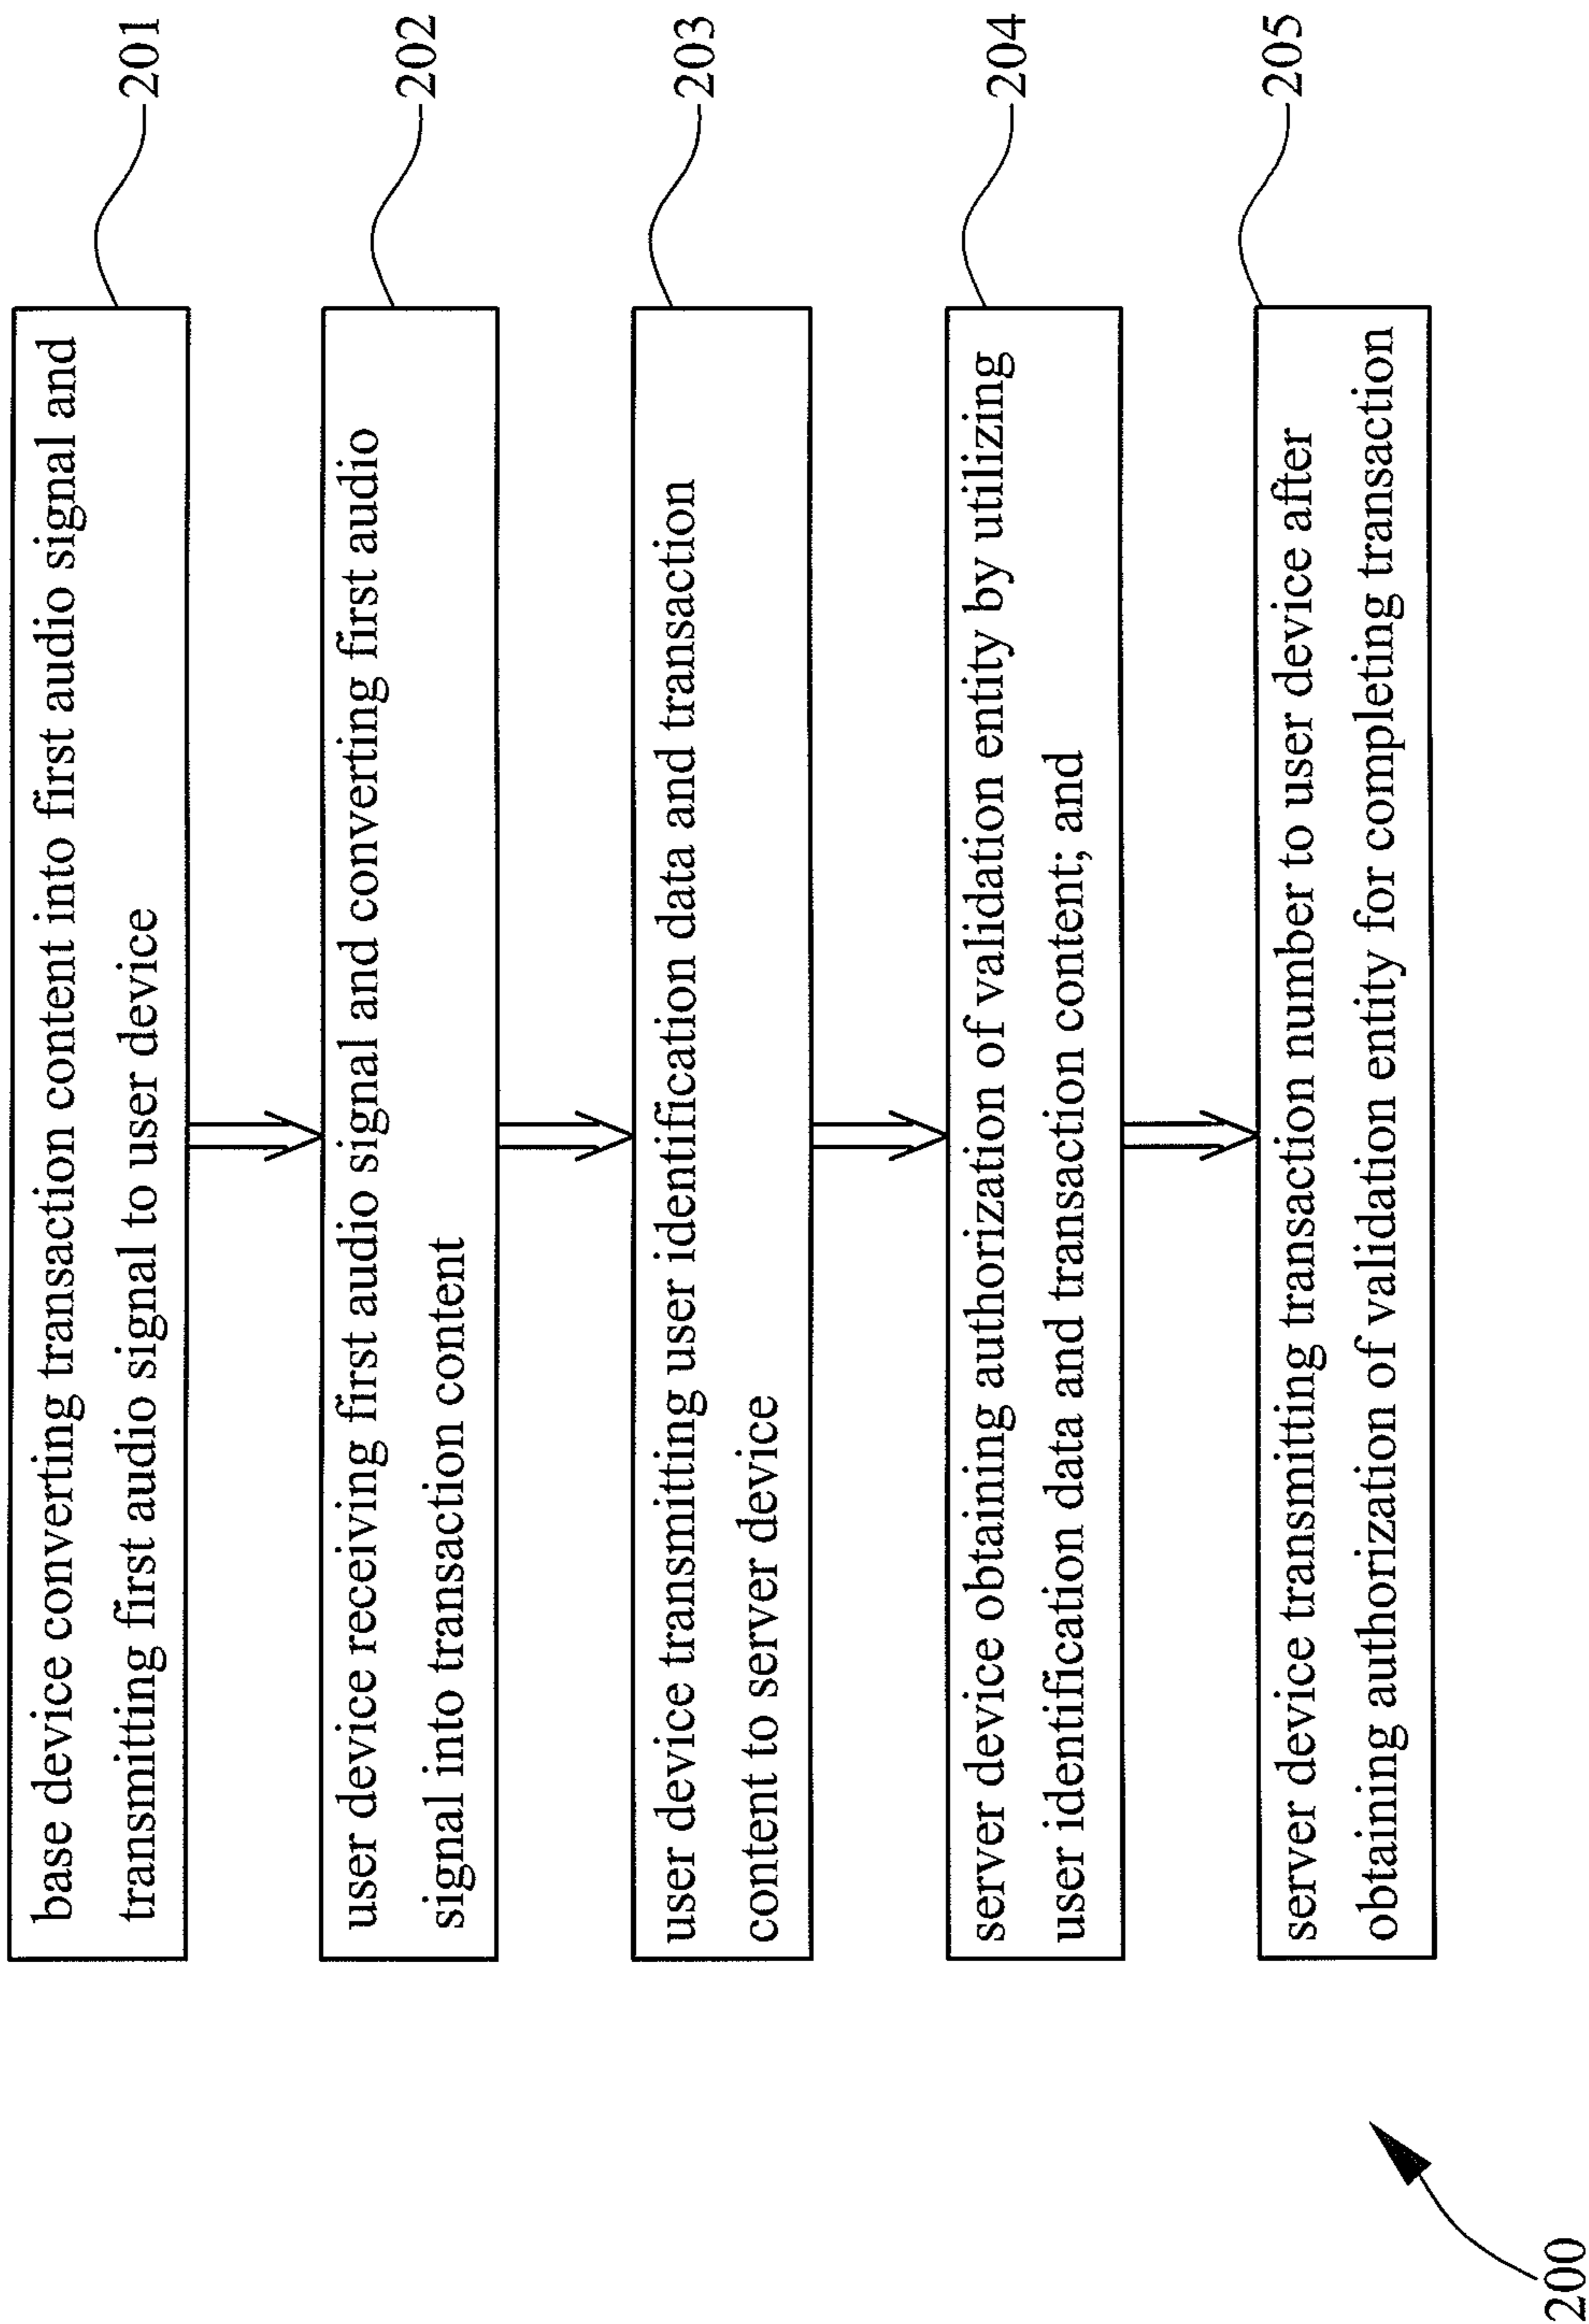 base device converting transaction content into first audio signal and
transmitting first audio signal to user device
201
user device receiving first audio signal and converting first audio
signal into transaction content
202
user device transmitting user identification data and transaction
content to server device
203
server device obtaining authorization of validation entity by utilizing
user identification data and transaction content; and
204
server device transmitting transaction number to user device after
obtaining authorization of validation entity for completing transaction
205
200